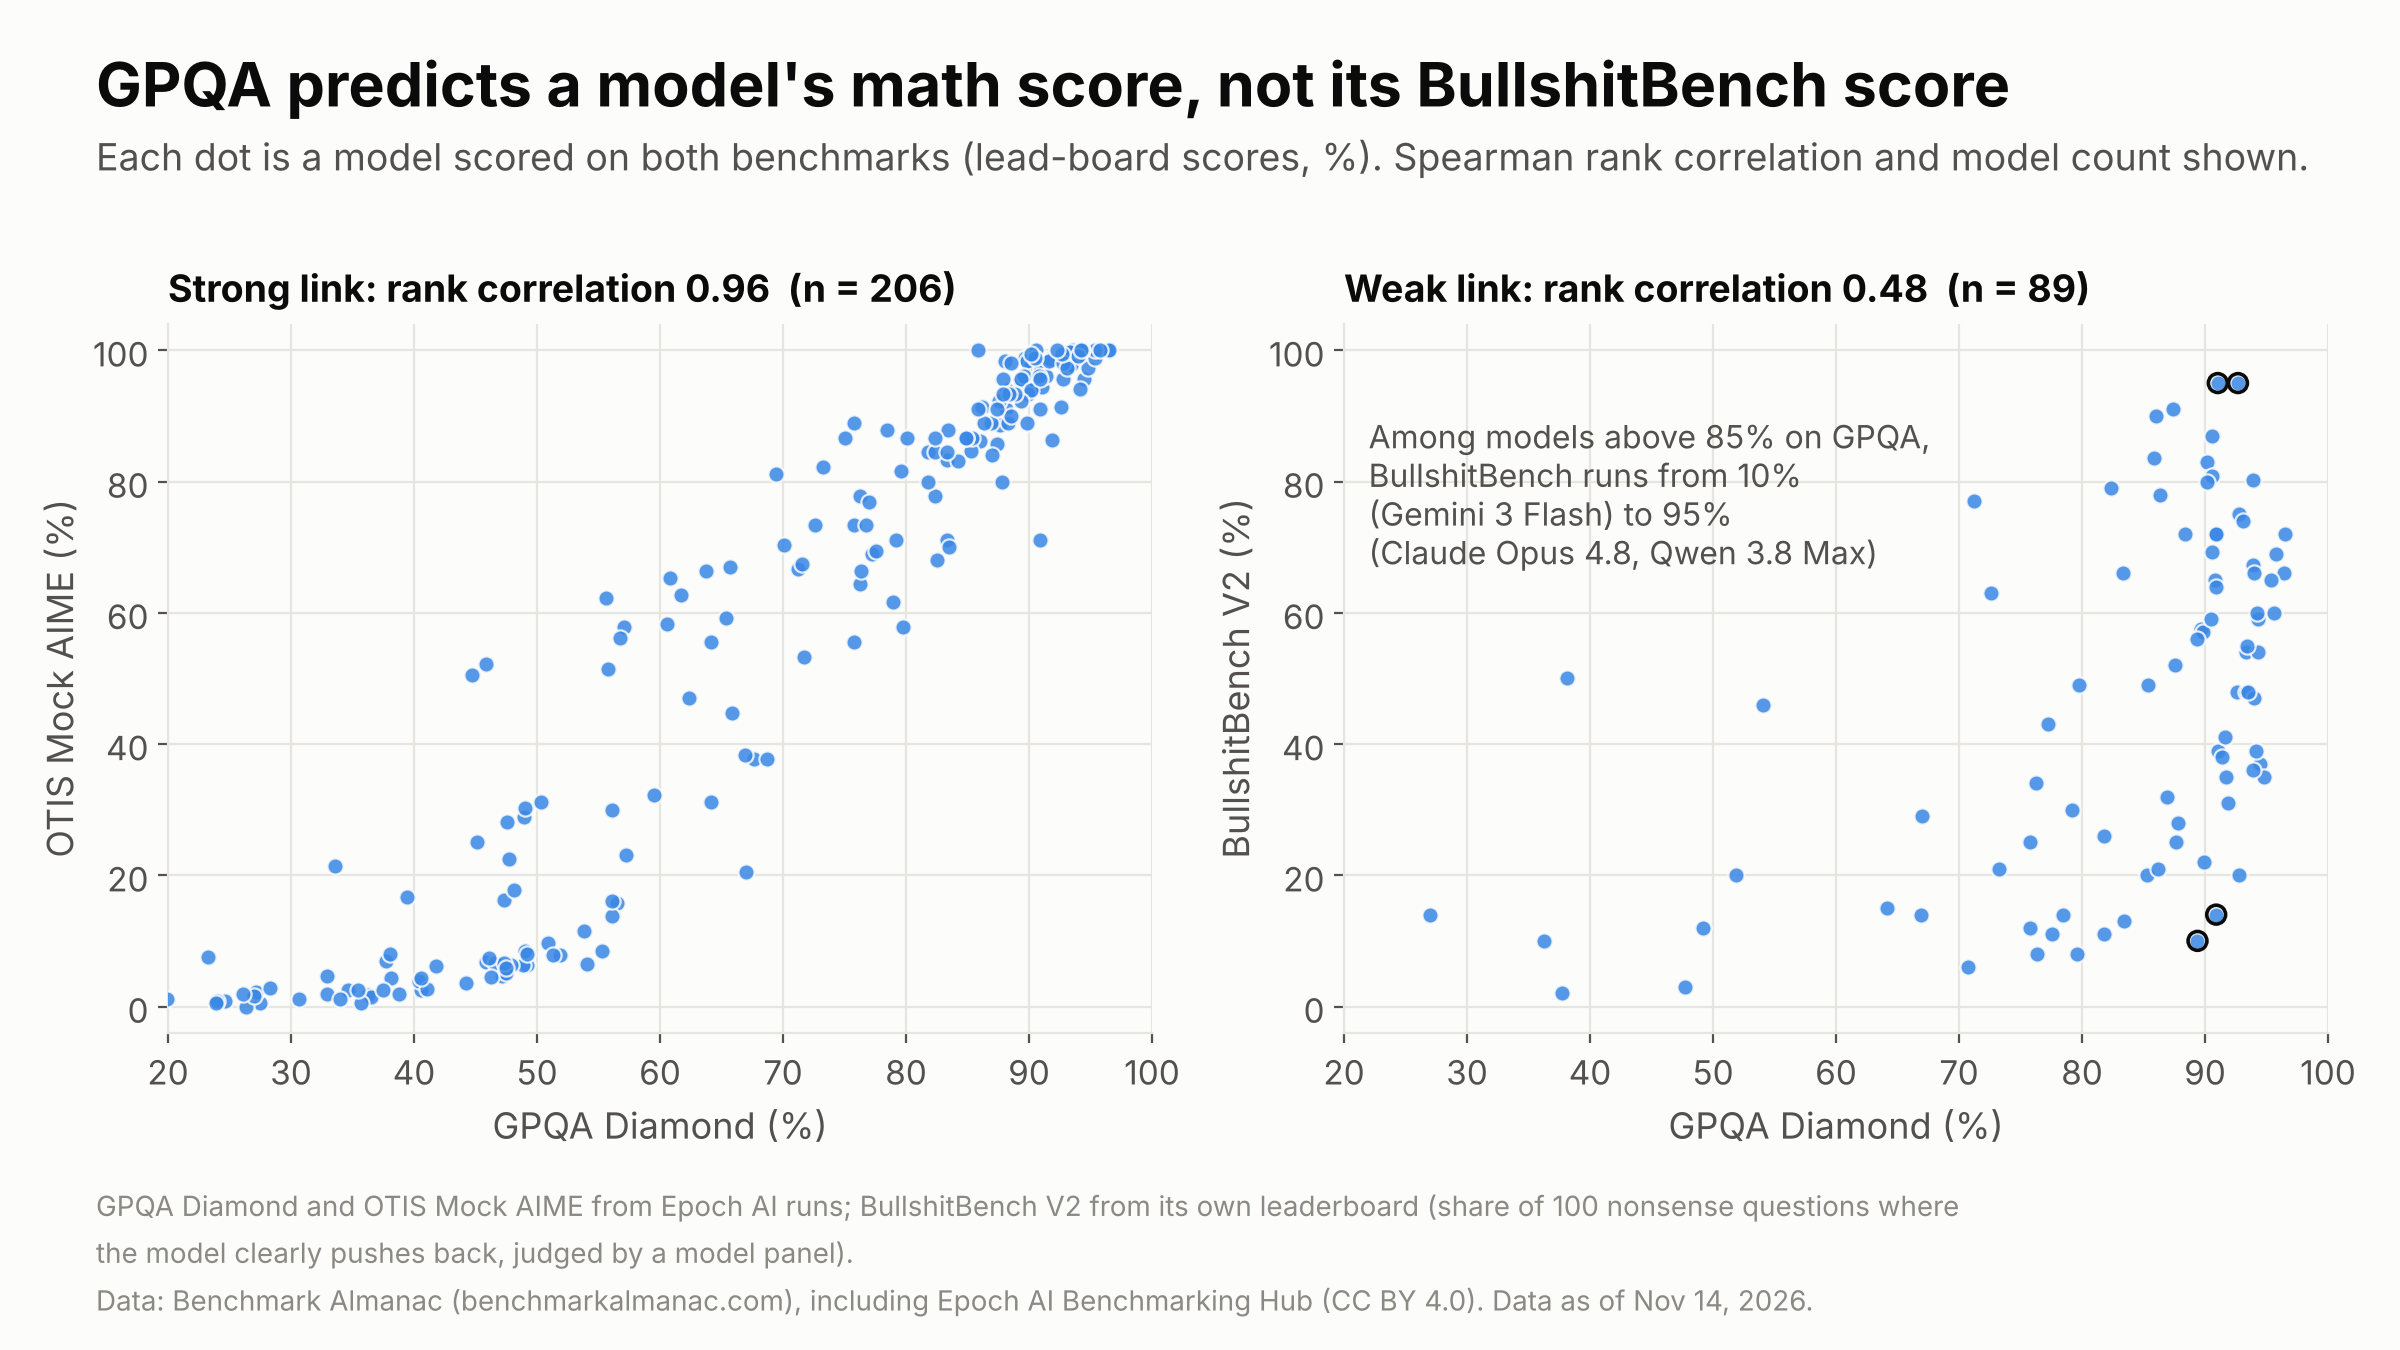 GPQA predicts a model's math score, not its BullshitBench score
Each dot is a model scored on both benchmarks (lead-board scores, %). Spearman rank correlation and model count shown.
Strong link: rank correlation 0.96 (n = 206)
100
80
60
40
20
0
OTIS Mock AIME (%)
20 30 40 50 60 70 80 90 100
GPQA Diamond (%)
Weak link: rank correlation 0.48 (n = 89)
Among models above 85% on GPQA,
BullshitBench runs from 10%
(Gemini 3 Flash) to 95%
(Claude Opus 4.8, Qwen 3.8 Max)
100
80
60
40
20
0
BullshitBench V2 (%)
20 30 40 50 60 70 80 90 100
GPQA Diamond (%)
GPQA Diamond and OTIS Mock AIME from Epoch AI runs; BullshitBench V2 from its own leaderboard (share of 100 nonsense questions where
the model clearly pushes back, judged by a model panel).
Data: Benchmark Almanac (benchmarkalmanac.com), including Epoch AI Benchmarking Hub (CC BY 4.0). Data as of Nov 14, 2026.